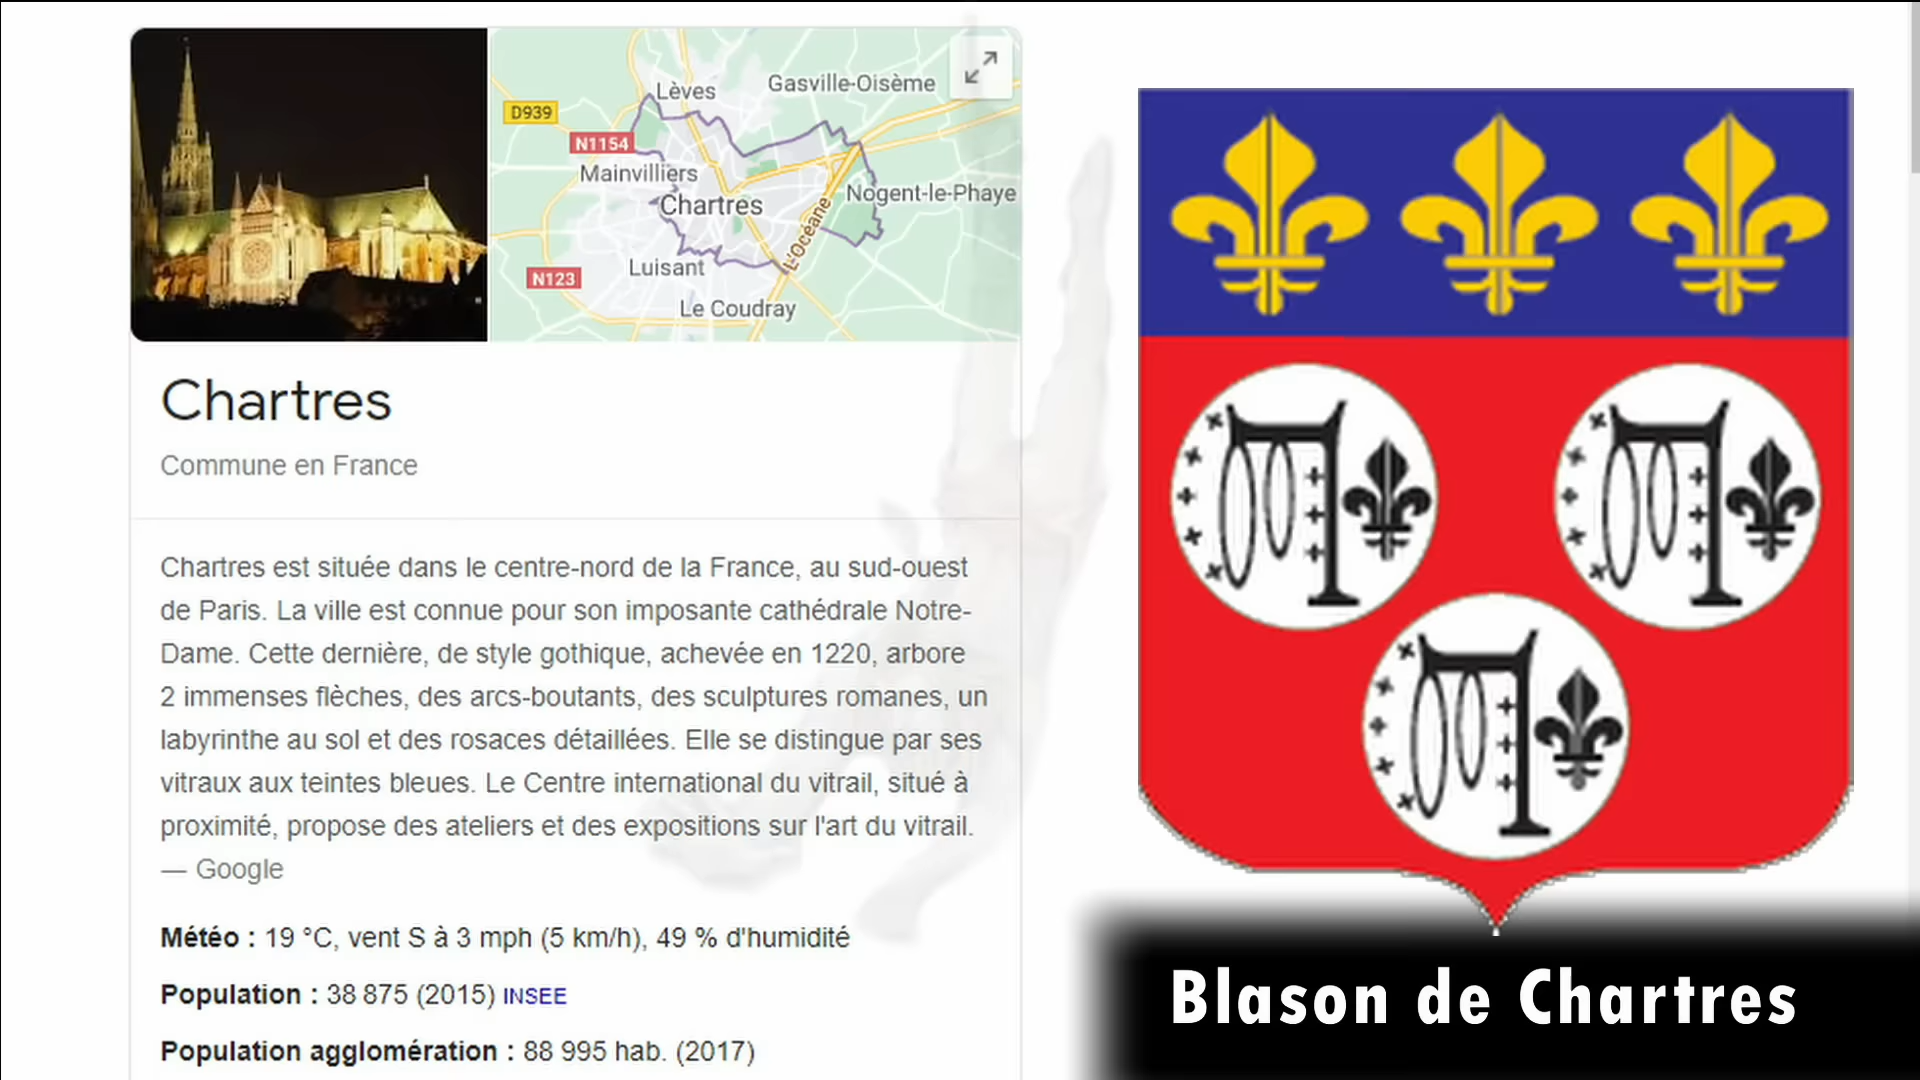 Lèves
Gasville-Oisème
D939
N1154
Mainvilliers
Nogent-le-Phaye
Chartres
L'Océane
Luisant
N123
Le Coudray
Chartres
Commune en France
Chartres est située dans le centre-nord de la France, au sud-ouest
de Paris. La ville est connue pour son imposante cathédrale Notre-
Dame. Cette dernière, de style gothique, achevée en 1220, arbore
2 immenses flèches, des arcs-boutants, des sculptures romanes, un
labyrinthe au sol et des rosaces détaillées. Elle se distingue par ses
vitraux aux teintes bleues. Le Centre international du vitrail, situé à
proximité, propose des ateliers et des expositions sur l'art du vitrail.
— Google
Météo : 19 °C, vent S à 3 mph (5 km/h), 49 % d'humidité
Population : 38 875 (2015) INSEE
Population agglomération : 88 995 hab. (2017)
Blason de Chartres